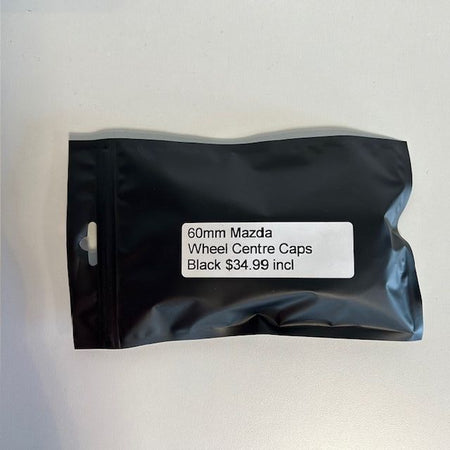 60mm Mazda
Wheel Centre Caps
Black $34.99 incl